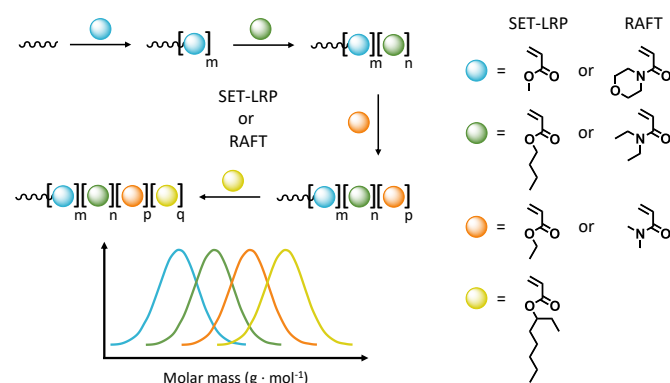 SET-LRP RAFT
m
m n
= or
O O
N O
O
SET-LRP
or
RAFT
= or
O O
N O
m n p q
m n p
= or
O O
N O
=
O O
Molar mass (g · mol⁻¹)